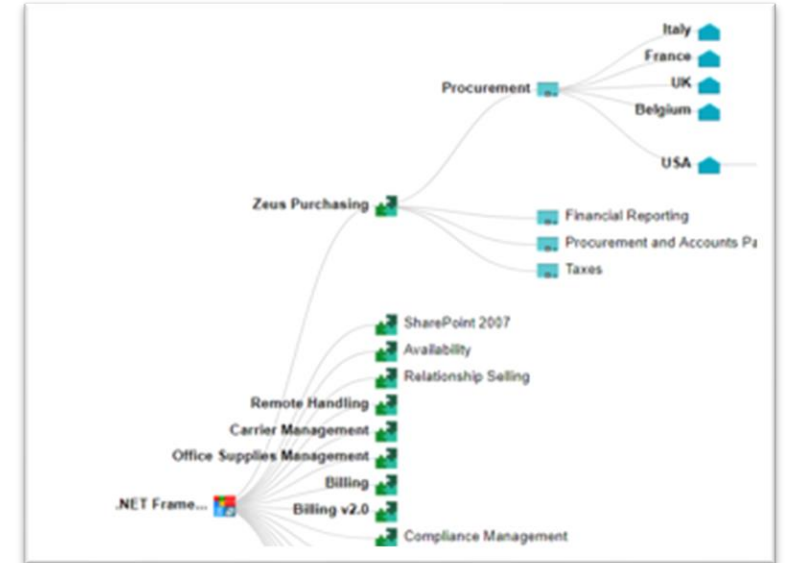 Italy
France
UK
Procurement
Belgium
USA
Zeus Purchasing
Financial Reporting
Procurement and Accounts Pa
Taxes
SharePoint 2007
Availability
Relationship Selling
Remote Handling
Carrier Management
Office Supplies Management
Billing
.NET Frame...
Billing v2.0
Compliance Management